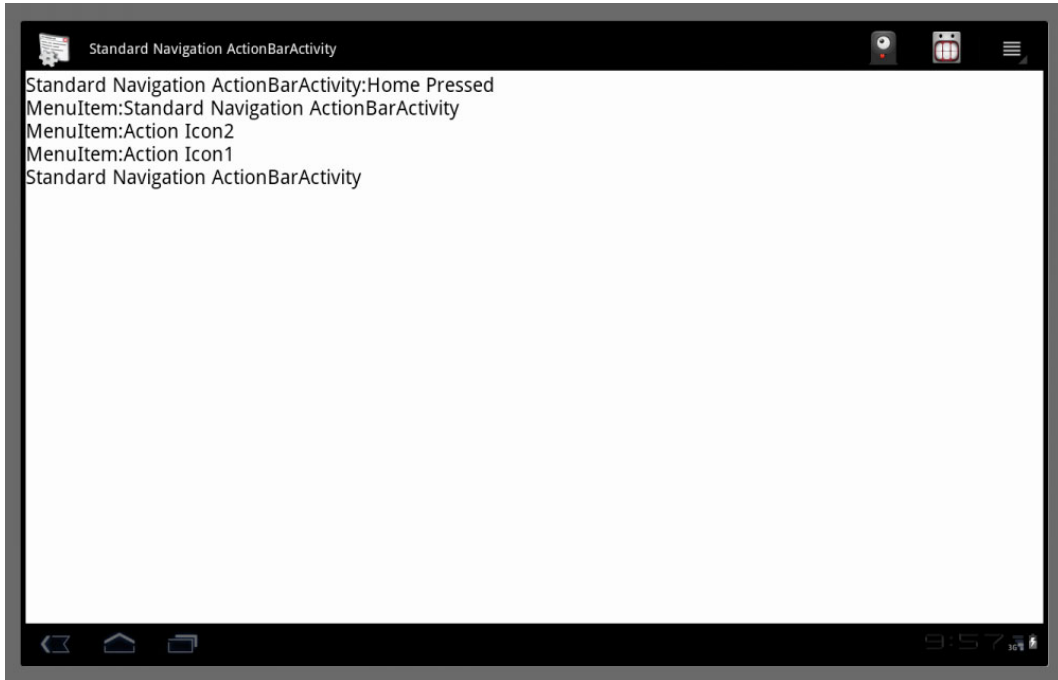 Standard Navigation ActionBarActivity
Standard Navigation ActionBarActivity:Home Pressed
MenuItem:Standard Navigation ActionBarActivity
MenuItem:Action Icon2
MenuItem:Action Icon1
Standard Navigation ActionBarActivity
9:57 3G